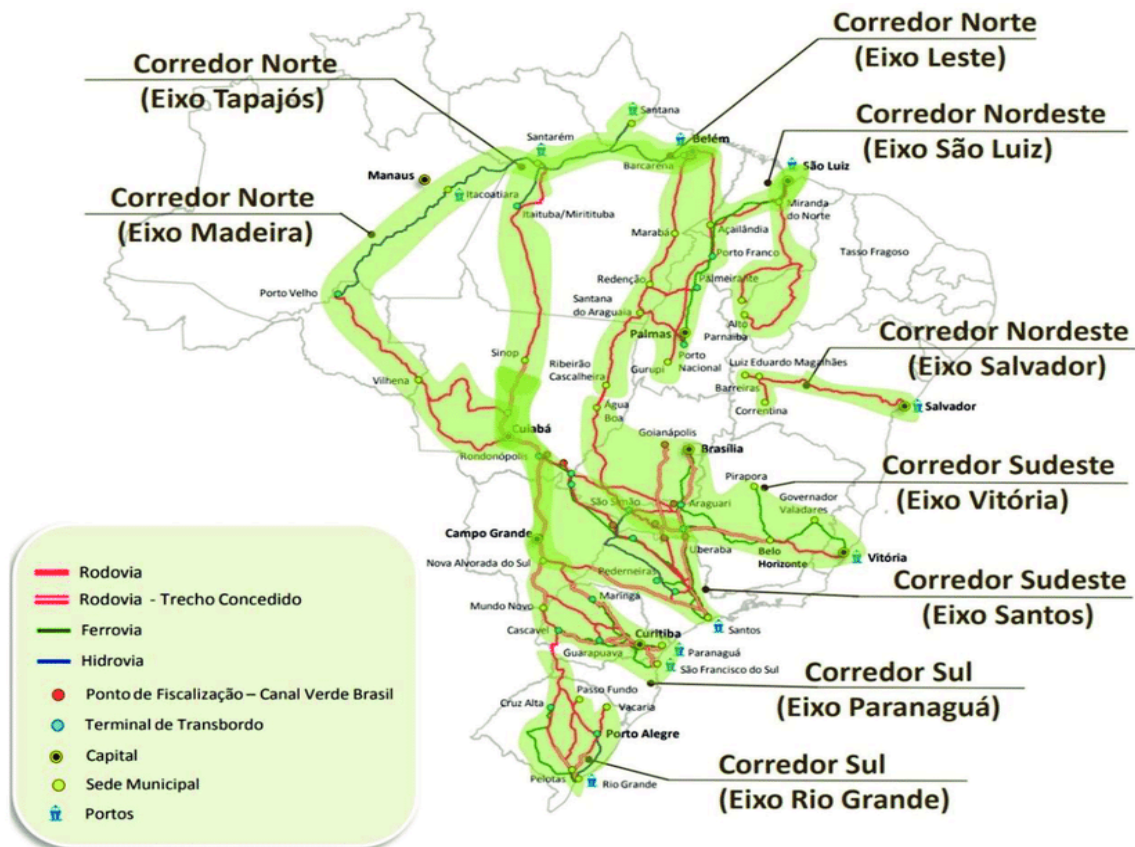 Corredor Norte
(Eixo Leste)
Corredor Norte
(Eixo Tapajós)
Corredor Nordeste
(Eixo São Luiz)
Corredor Norte
(Eixo Madeira)
Santana
Santarém
Belém
Barcarena
São Luiz
Manaus
Itacoatiara
Miranda
do Norte
Itaituba/Miritituba
Açailândia
Marabá
Porto Franco
Tasso Fragoso
Redenção
Palmeirante
Porto Velho
Santana
do Araguaia
Alto
Parnaíba
Palmas
Porto
Nacional
Corredor Nordeste
(Eixo Salvador)
Sinop
Ribeirão
Cascalheira
Gurupi
Luiz Eduardo Magalhães
Vilhena
Barreiras
Correntina
Salvador
Água
Boa
Cuiabá
Goianápolis
Brasília
Rondonópolis
Pirapora
Corredor Sudeste
(Eixo Vitória)
São Simão
Araguari
Governador
Valadares
Campo Grande
Uberaba
Belo
Horizonte
Vitória
Nova Alvorada do Sul
Pederneiras
Corredor Sudeste
(Eixo Santos)
Maringá
Mundo Novo
Santos
Cascavel
Curitiba
Guarapuava
Paranaguá
São Francisco do Sul
Corredor Sul
(Eixo Paranaguá)
Passo Fundo
Cruz Alta
Vacaria
Porto Alegre
Corredor Sul
(Eixo Rio Grande)
Pelotas
Rio Grande
Rodovia
Rodovia - Trecho Concedido
Ferrovia
Hidrovia
Ponto de Fiscalização – Canal Verde Brasil
Terminal de Transbordo
Capital
Sede Municipal
Portos